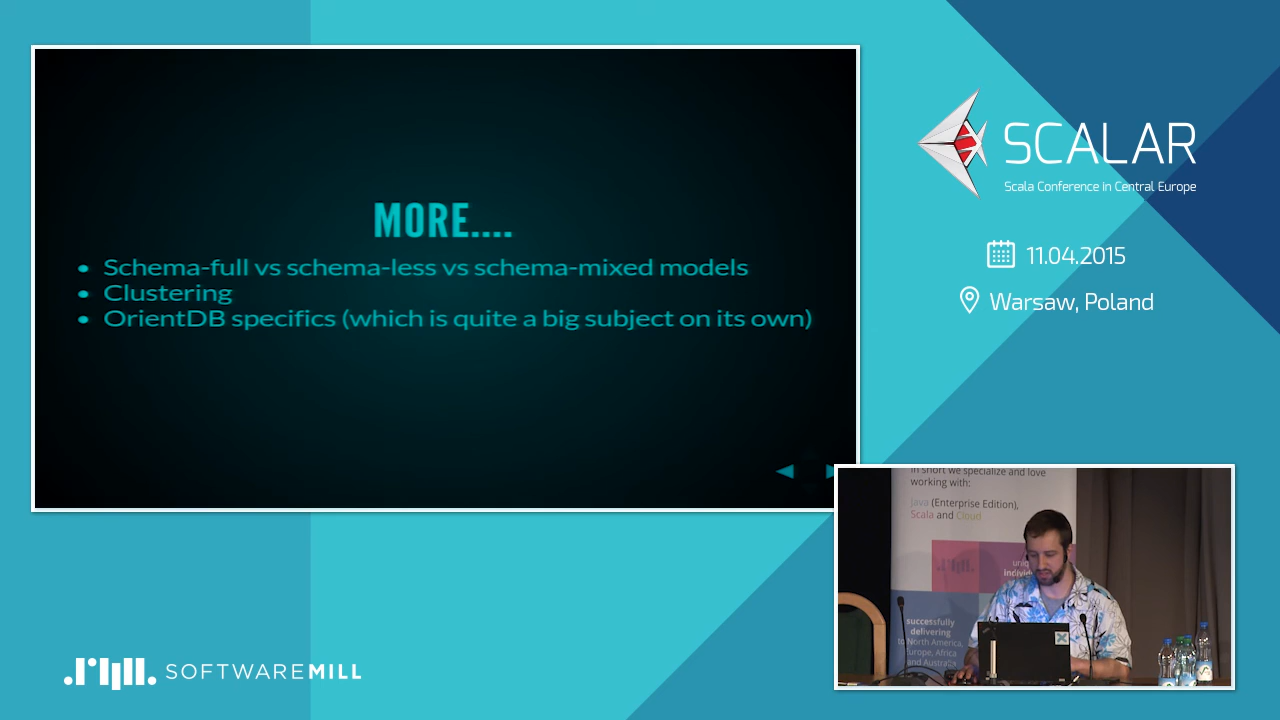 MORE....
Schema-full vs schema-less vs schema-mixed models
Clustering
OrientDB specifics (which is quite a big subject on its own)
SCALAR
Scala Conference in Central Europe
11.04.2015
Warsaw, Poland
In short we specialize and love
working with:
Java (Enterprise Edition),
Scala and Cloud
successfully
delivering
to North America,
Europe, Africa
and Australia
SOFTWAREMILL